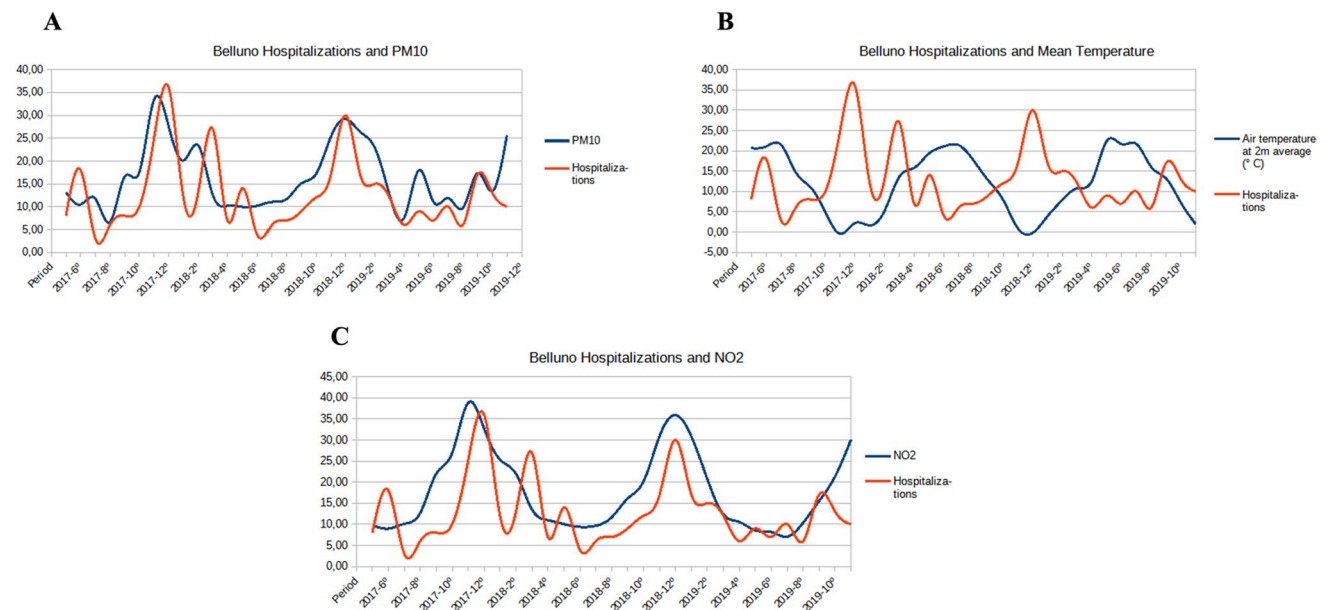 A
Belluno Hospitalizations and PM10
40,00
35,00
30,00
25,00
20,00
15,00
10,00
5,00
0,00
Period
2017-6º
2017-8º
2017-10º
2017-12º
2018-2º
2018-4º
2018-6º
2018-8º
2018-10º
2018-12º
2019-2º
2019-4º
2019-6º
2019-8º
2019-10º
2019-12º
PM10
Hospitaliza-
tions
B
Belluno Hospitalizations and Mean Temperature
40,00
35,00
30,00
25,00
20,00
15,00
10,00
5,00
0,00
-5,00
Period
2017-6º
2017-8º
2017-10º
2017-12º
2018-2º
2018-4º
2018-6º
2018-8º
2018-10º
2018-12º
2019-2º
2019-4º
2019-6º
2019-8º
2019-10º
Air temperature
at 2m average
(° C)
Hospitaliza-
tions
C
Belluno Hospitalizations and NO2
45,00
40,00
35,00
30,00
25,00
20,00
15,00
10,00
5,00
0,00
Period
2017-6º
2017-8º
2017-10º
2017-12º
2018-2º
2018-4º
2018-6º
2018-8º
2018-10º
2018-12º
2019-2º
2019-4º
2019-6º
2019-8º
2019-10º
NO2
Hospitaliza-
tions